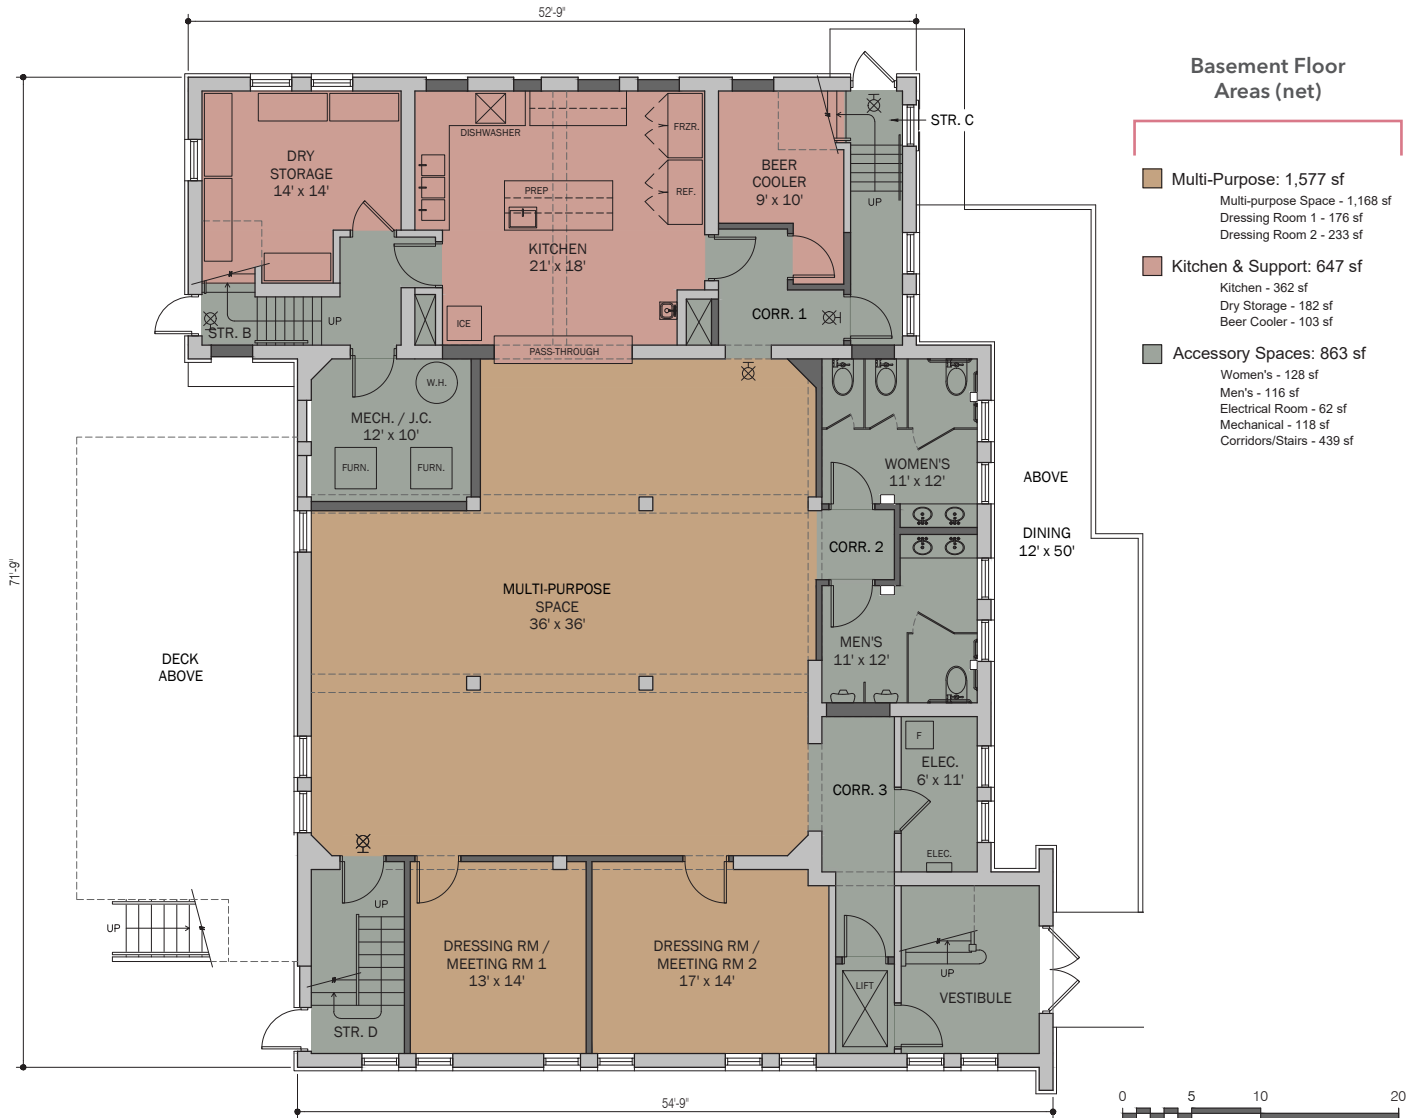 52'-9"
Basement Floor
Areas (net)
Multi-Purpose: 1,577 sf
Multi-purpose Space - 1,168 sf
Dressing Room 1 - 176 sf
Dressing Room 2 - 233 sf
Kitchen & Support: 647 sf
Kitchen - 362 sf
Dry Storage - 182 sf
Beer Cooler - 103 sf
Accessory Spaces: 863 sf
Women's - 128 sf
Men's - 116 sf
Electrical Room - 62 sf
Mechanical - 118 sf
Corridors/Stairs - 439 sf
71'-9"
DRY
STORAGE
14' x 14'
DISHWASHER
FRZR.
PREP
REF.
KITCHEN
21' x 18'
ICE
PASS-THROUGH
BEER
COOLER
9' x 10'
STR. C
UP
STR. B
UP
CORR. 1
W.H.
MECH. / J.C.
12' x 10'
FURN.
FURN.
WOMEN'S
11' x 12'
ABOVE
DINING
12' x 50'
CORR. 2
MULTI-PURPOSE
SPACE
36' x 36'
MEN'S
11' x 12'
DECK
ABOVE
F
ELEC.
6' x 11'
CORR. 3
ELEC.
UP
UP
DRESSING RM /
MEETING RM 1
13' x 14'
DRESSING RM /
MEETING RM 2
17' x 14'
STR. D
LIFT
UP
VESTIBULE
54'-9"
0 5 10 20